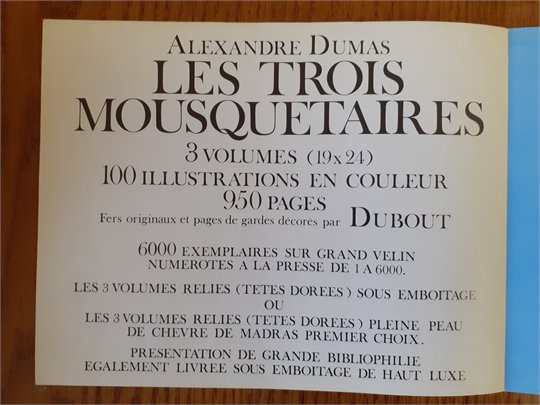 ALEXANDRE DUMAS
LES TROIS
MOUSQUETAIRES
3 VOLUMES (19x24)
100 ILLUSTRATIONS EN COULEUR
950 PAGES
Fers originaux et pages de gardes décorés par DUBOUT
6000 EXEMPLAIRES SUR GRAND VELIN
NUMEROTES A LA PRESSE DE 1 A 6000.
LES 3 VOLUMES RELIES (TETES DOREES) SOUS EMBOITAGE
OU
LES 3 VOLUMES RELIES (TETES DOREES) PLEINE PEAU
DE CHEVRE DE MADRAS PREMIER CHOIX.
PRESENTATION DE GRANDE BIBLIOPHILIE
EGALEMENT LIVREE SOUS EMBOITAGE DE HAUT LUXE